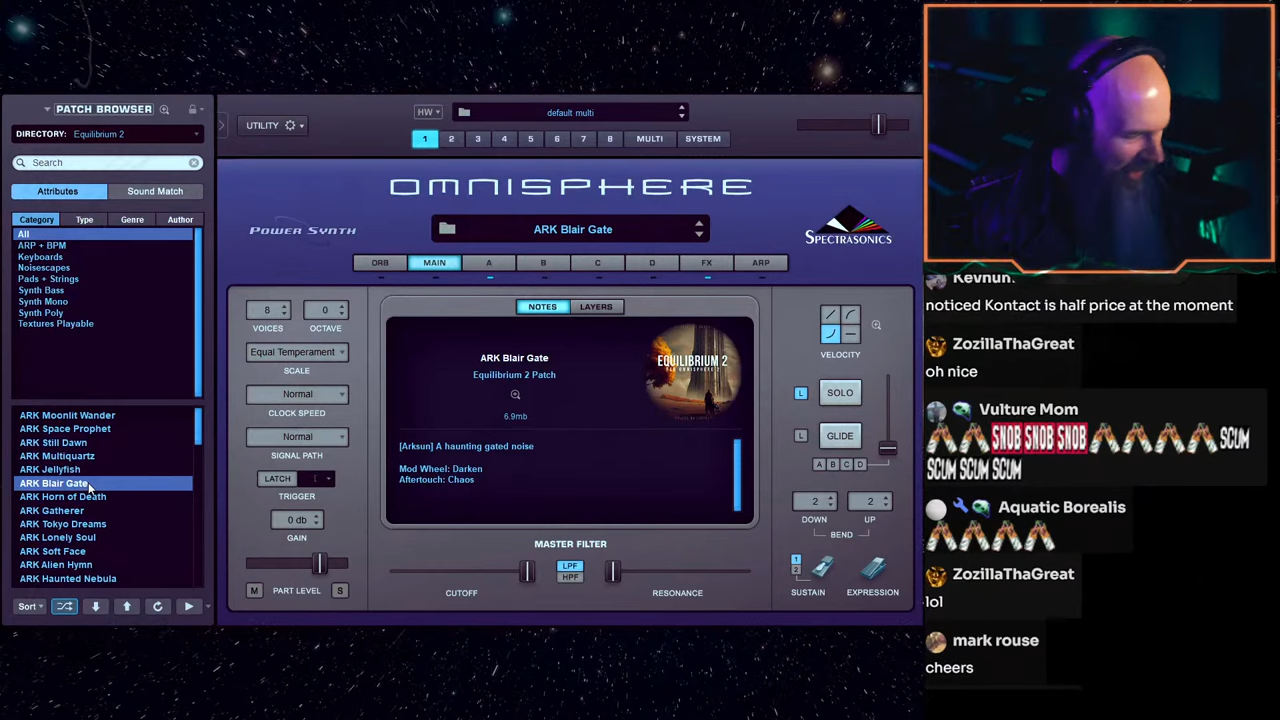 PATCH BROWSER
DIRECTORY: Equilibrium 2
Search
Attributes
Sound Match
Category
Type
Genre
Author
All
ARP + BPM
Keyboards
Noisescapes
Pads + Strings
Synth Bass
Synth Mono
Synth Poly
Textures Playable
ARK Moonlit Wander
ARK Space Prophet
ARK Still Dawn
ARK Multiquartz
ARK Jellyfish
ARK Blair Gate
ARK Horn of Death
ARK Gatherer
ARK Tokyo Dreams
ARK Lonely Soul
ARK Soft Face
ARK Alien Hymn
ARK Haunted Nebula
Sort
UTILITY
HW
default multi
1 2 3 4 5 6 7 8 MULTI SYSTEM
OMNISPHERE
POWER SYNTH
ARK Blair Gate
SPECTRASONICS
ORB MAIN A B C D FX ARP
8
0
VOICES
OCTAVE
Equal Temperament
SCALE
Normal
CLOCK SPEED
Normal
SIGNAL PATH
LATCH
TRIGGER
0 db
GAIN
M PART LEVEL S
NOTES
LAYERS
ARK Blair Gate
Equilibrium 2 Patch
6.9mb
EQUILIBRIUM 2
FOR OMNISPHERE 2
[Arksun] A haunting gated noise
Mod Wheel: Darken
Aftertouch: Chaos
MASTER FILTER
LPF
HPF
CUTOFF
RESONANCE
VELOCITY
L SOLO
L GLIDE
A B C D
2
2
DOWN
UP
BEND
1
2
SUSTAIN
EXPRESSION
Kevnun:
noticed Kontact is half price at the moment
ZozillaThaGreat
oh nice
Vulture Mom
SNOB SNOB SNOB
SCUM
SCUM SCUM SCUM
Aquatic Borealis
ZozillaThaGreat
lol
mark rouse
cheers